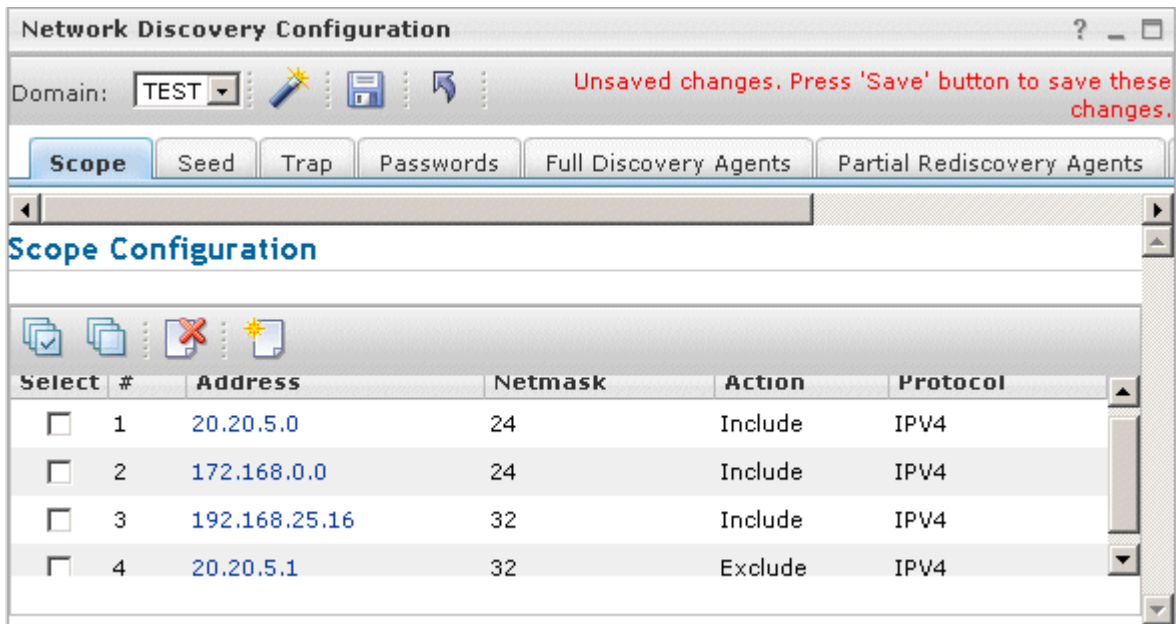 Network Discovery Configuration ?
Domain: TEST Unsaved changes. Press 'Save' button to save these
changes.
Scope Seed Trap Passwords Full Discovery Agents Partial Rediscovery Agents
Scope Configuration
Select # Address Netmask Action Protocol
1 20.20.5.0 24 Include IPV4
2 172.168.0.0 24 Include IPV4
3 192.168.25.16 32 Include IPV4
4 20.20.5.1 32 Exclude IPV4